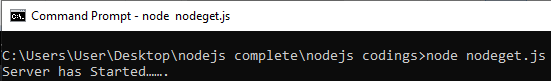 Command Prompt - node nodeget.js
C:\Users\User\Desktop\nodejs complete\nodejs codings>node nodeget.js
Server has Started…….